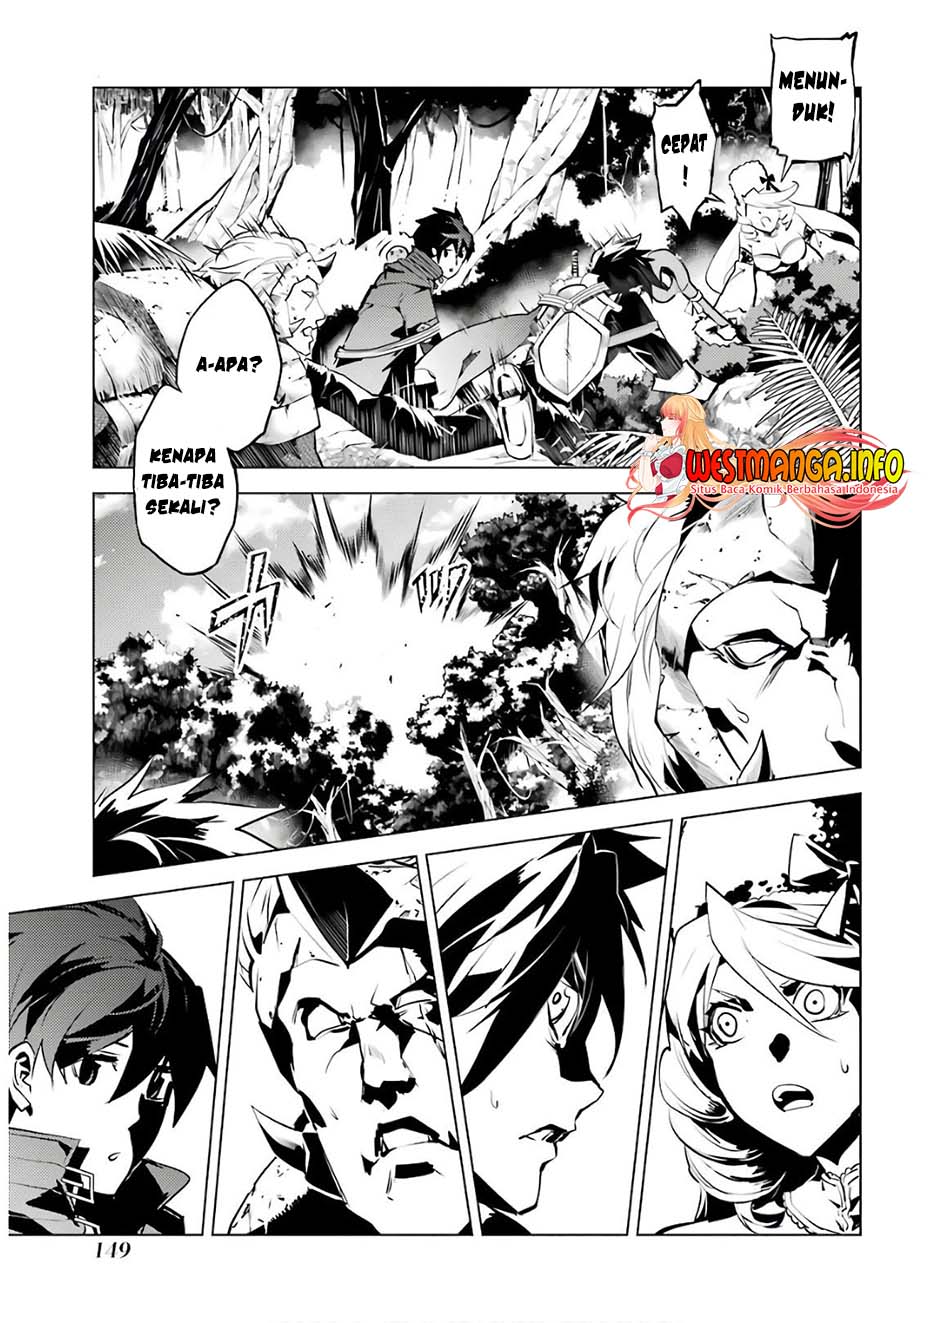 MENUN-
DUK!
CEPAT
!
A-APA?
KENAPA
TIBA-TIBA
SEKALI?
WESTMANGA.INFO
Situs Baca Komik Berbahasa Indonesia
149